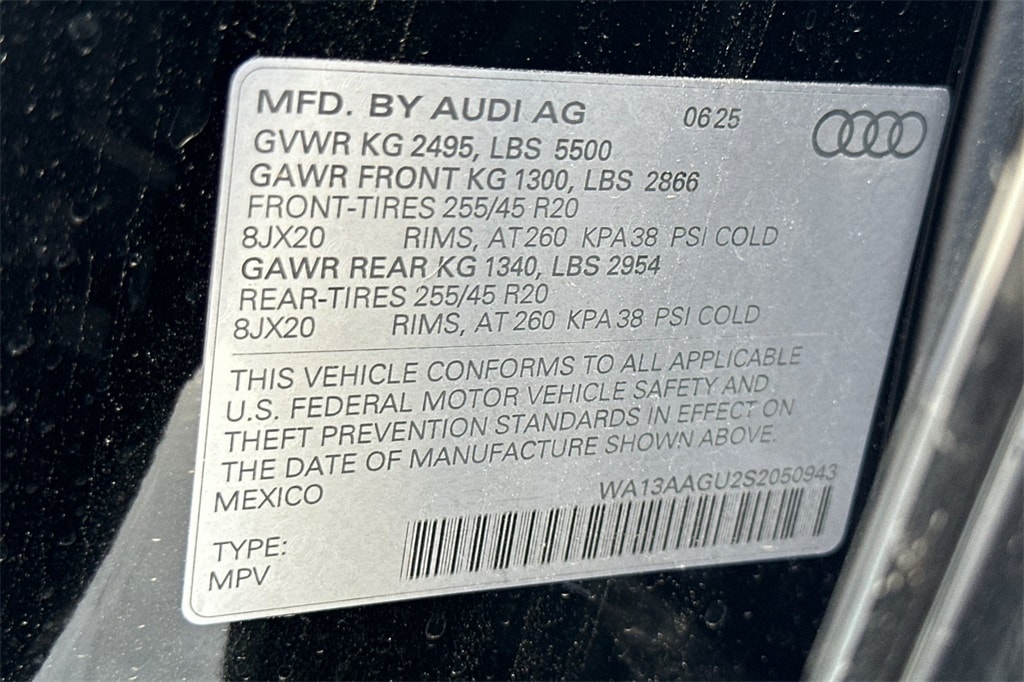 MFD. BY AUDI AG 06 25
GVWR KG 2495, LBS 5500
GAWR FRONT KG 1300, LBS 2866
FRONT-TIRES 255/45 R20
8JX20 RIMS, AT 260 KPA 38 PSI COLD
GAWR REAR KG 1340, LBS 2954
REAR-TIRES 255/45 R20
8JX20 RIMS, AT 260 KPA 38 PSI COLD
THIS VEHICLE CONFORMS TO ALL APPLICABLE
U.S. FEDERAL MOTOR VEHICLE SAFETY AND
THEFT PREVENTION STANDARDS IN EFFECT ON
THE DATE OF MANUFACTURE SHOWN ABOVE.
MEXICO WA13AAGU2S2050943
TYPE:
MPV